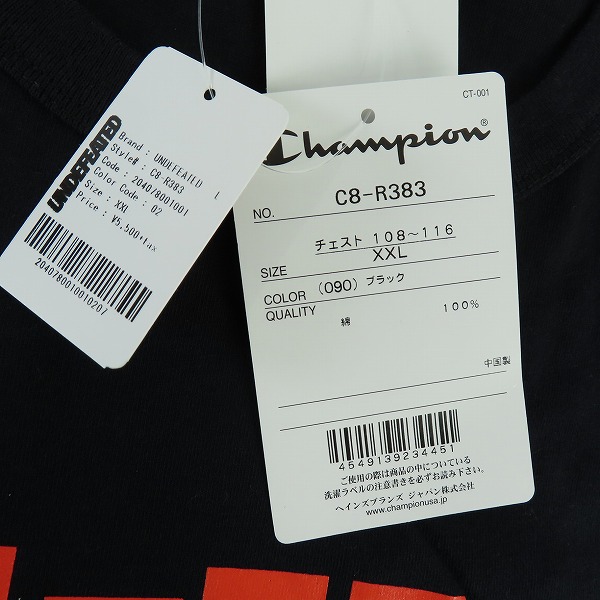 UNDEFEATED
Brand : UNDEFEATED L
Style# : C8-R383
Code : 2040/8001001
Color Code : 02
Size : XXL
Price : ¥5,500+tax
2040/8001001020/
CT-001
Champion
NO. C8-R383
チェスト 108～116
SIZE XXL
COLOR (090) ブラック
QUALITY
綿 100%
中国製
4549139234451
ご使用の際は商品の中についている
洗濯ラベルの注意書きを必ずお読み下さい。
ヘインズブランズ ジャパン株式会社
www.championusa.jp